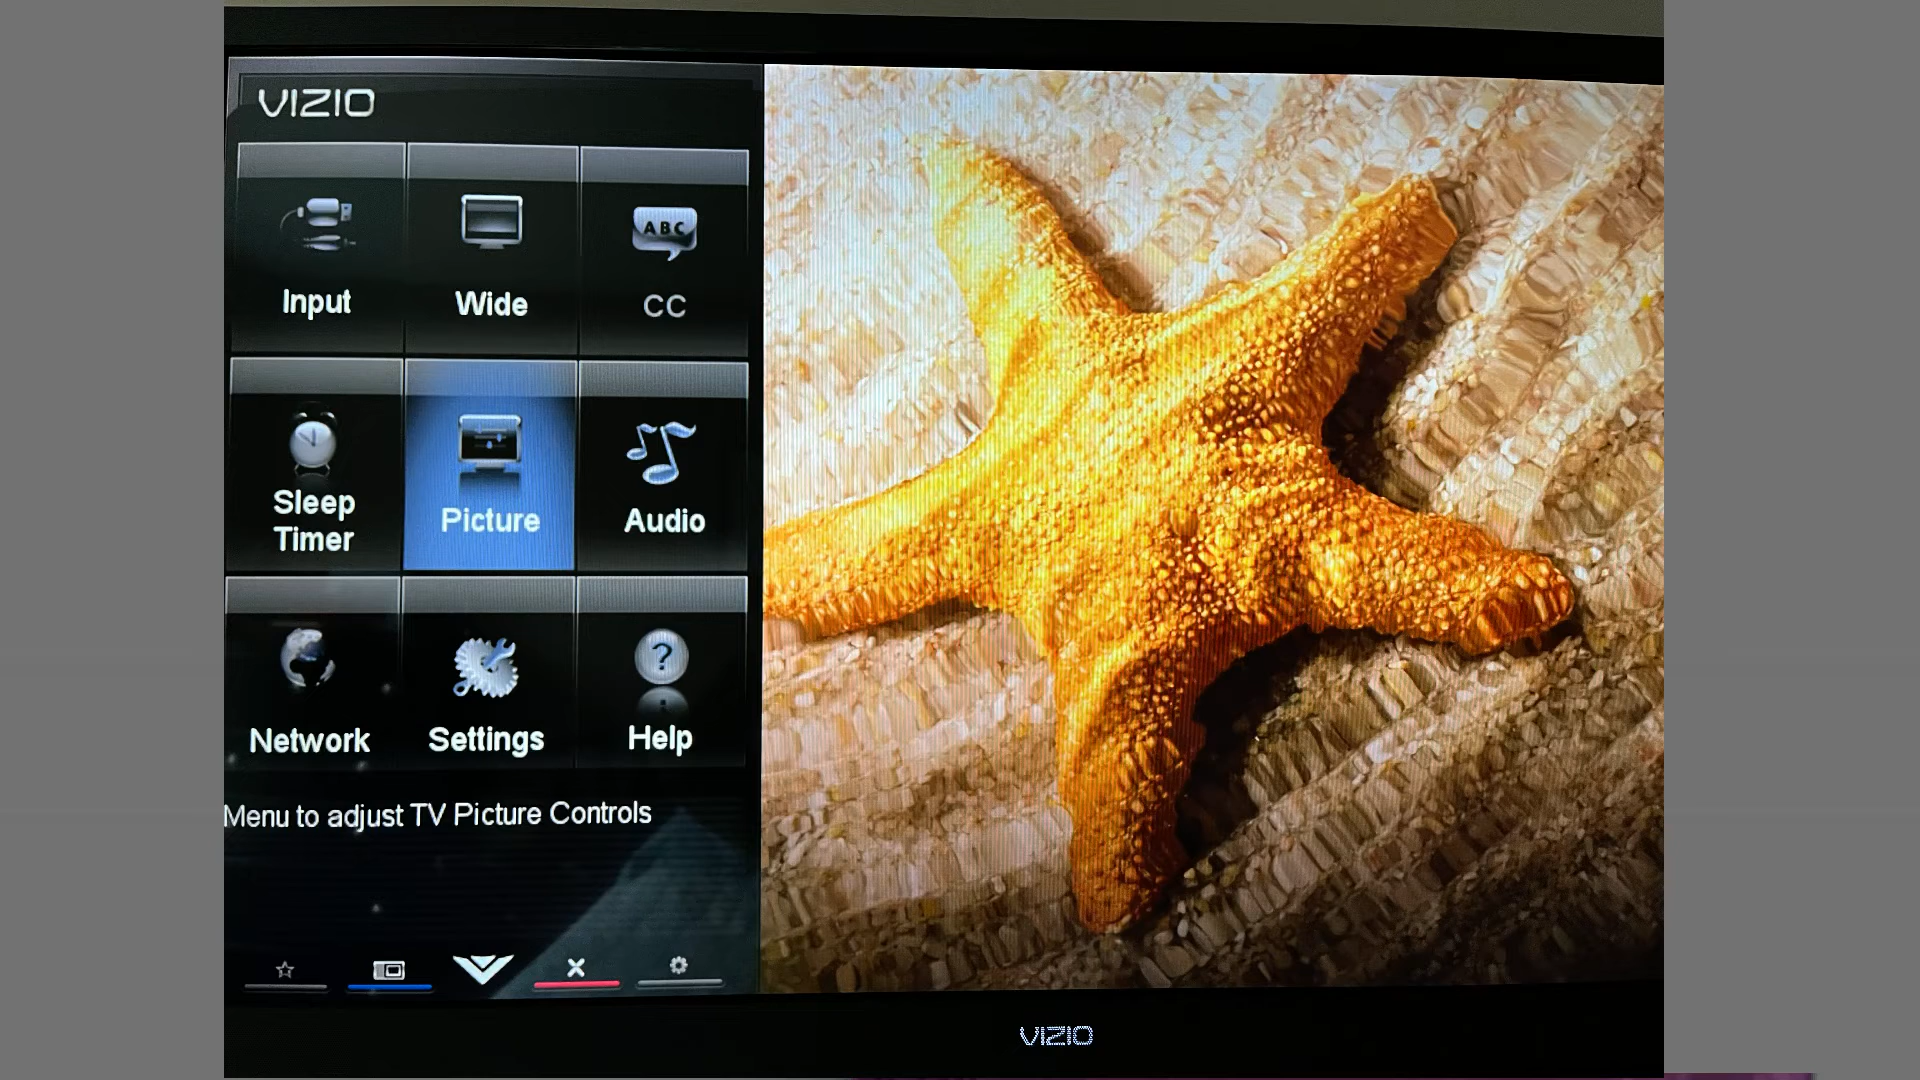 VIZIO
Input
Wide
ABC
CC
Sleep
Timer
Picture
Audio
Network
Settings
?
Help
Menu to adjust TV Picture Controls
VIZIO